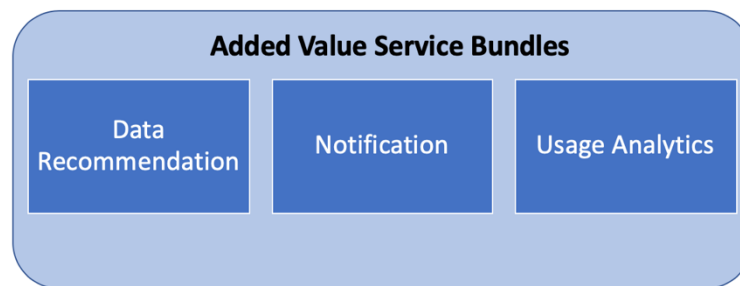 Added Value Service Bundles
Data
Recommendation
Notification
Usage Analytics